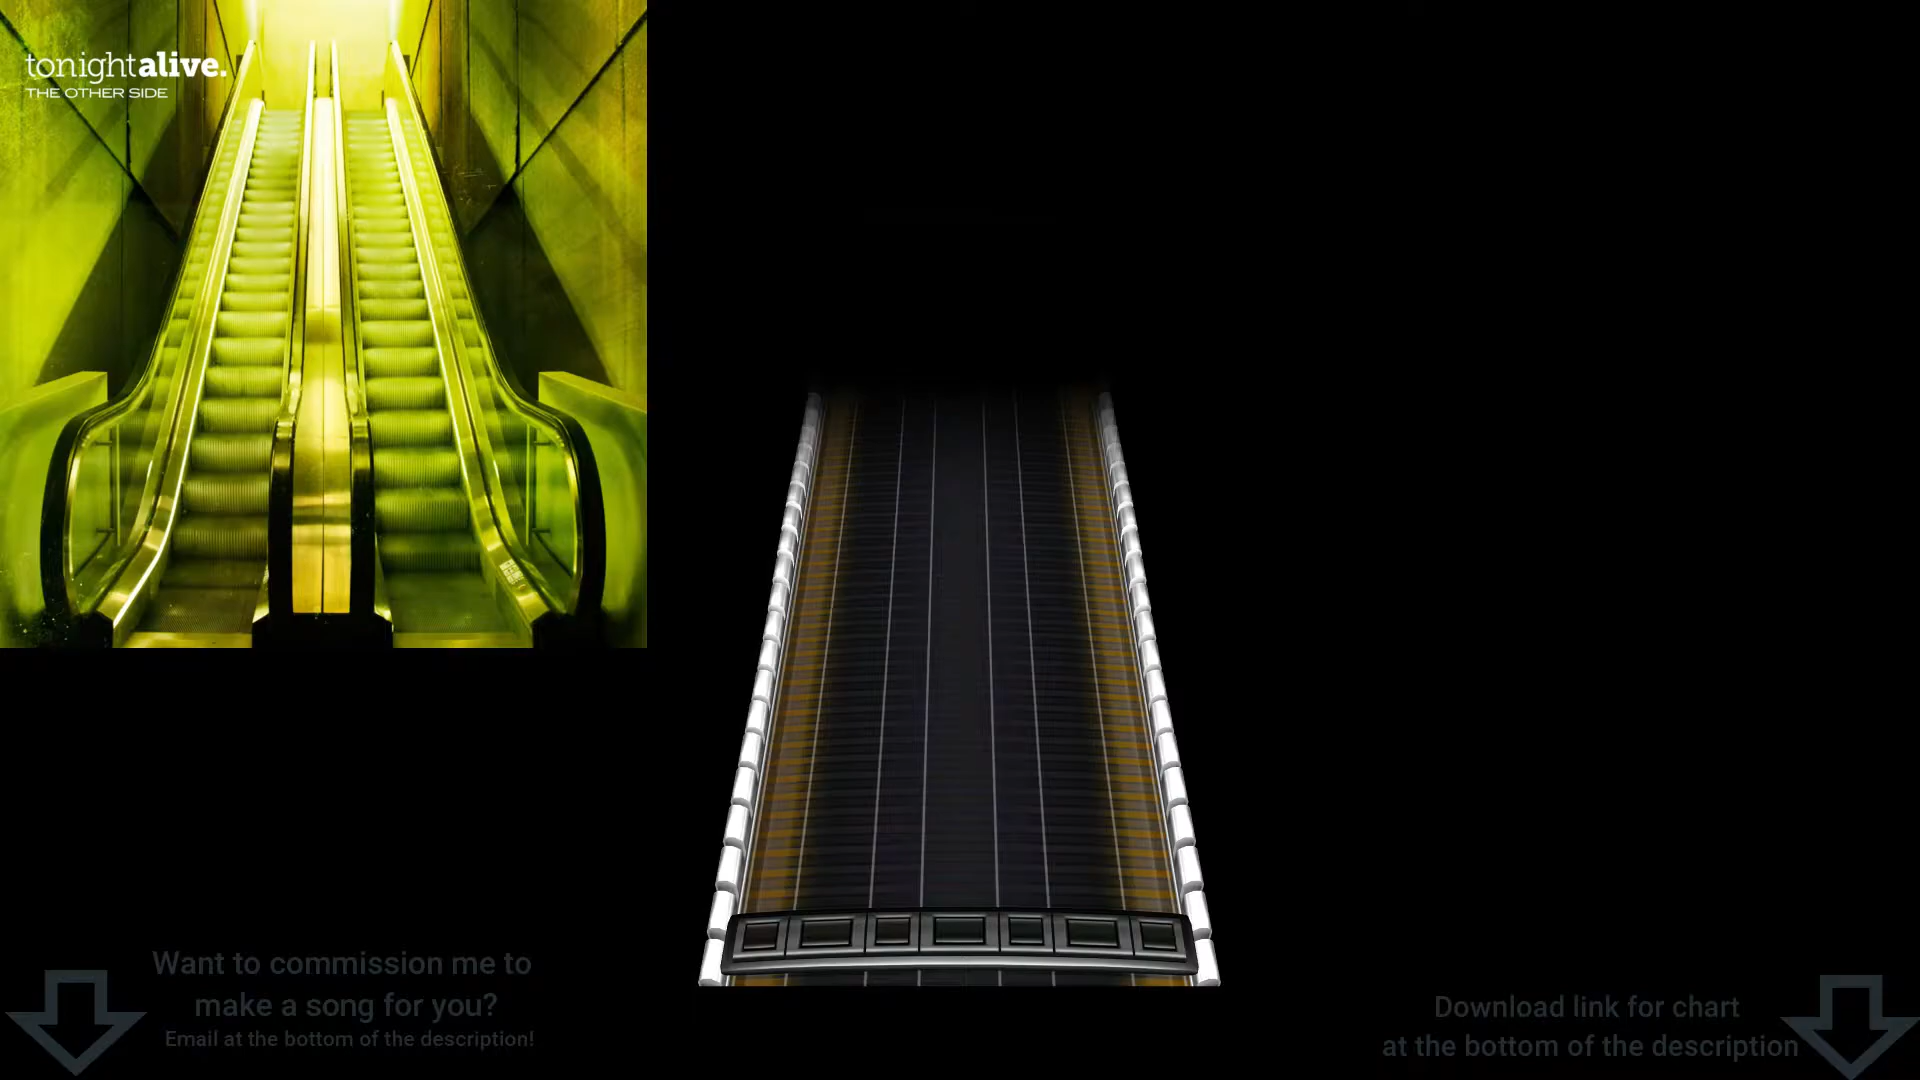 tonightalive.
THE OTHER SIDE
Want to commission me to
make a song for you?
Email at the bottom of the description!
Download link for chart
at the bottom of the description